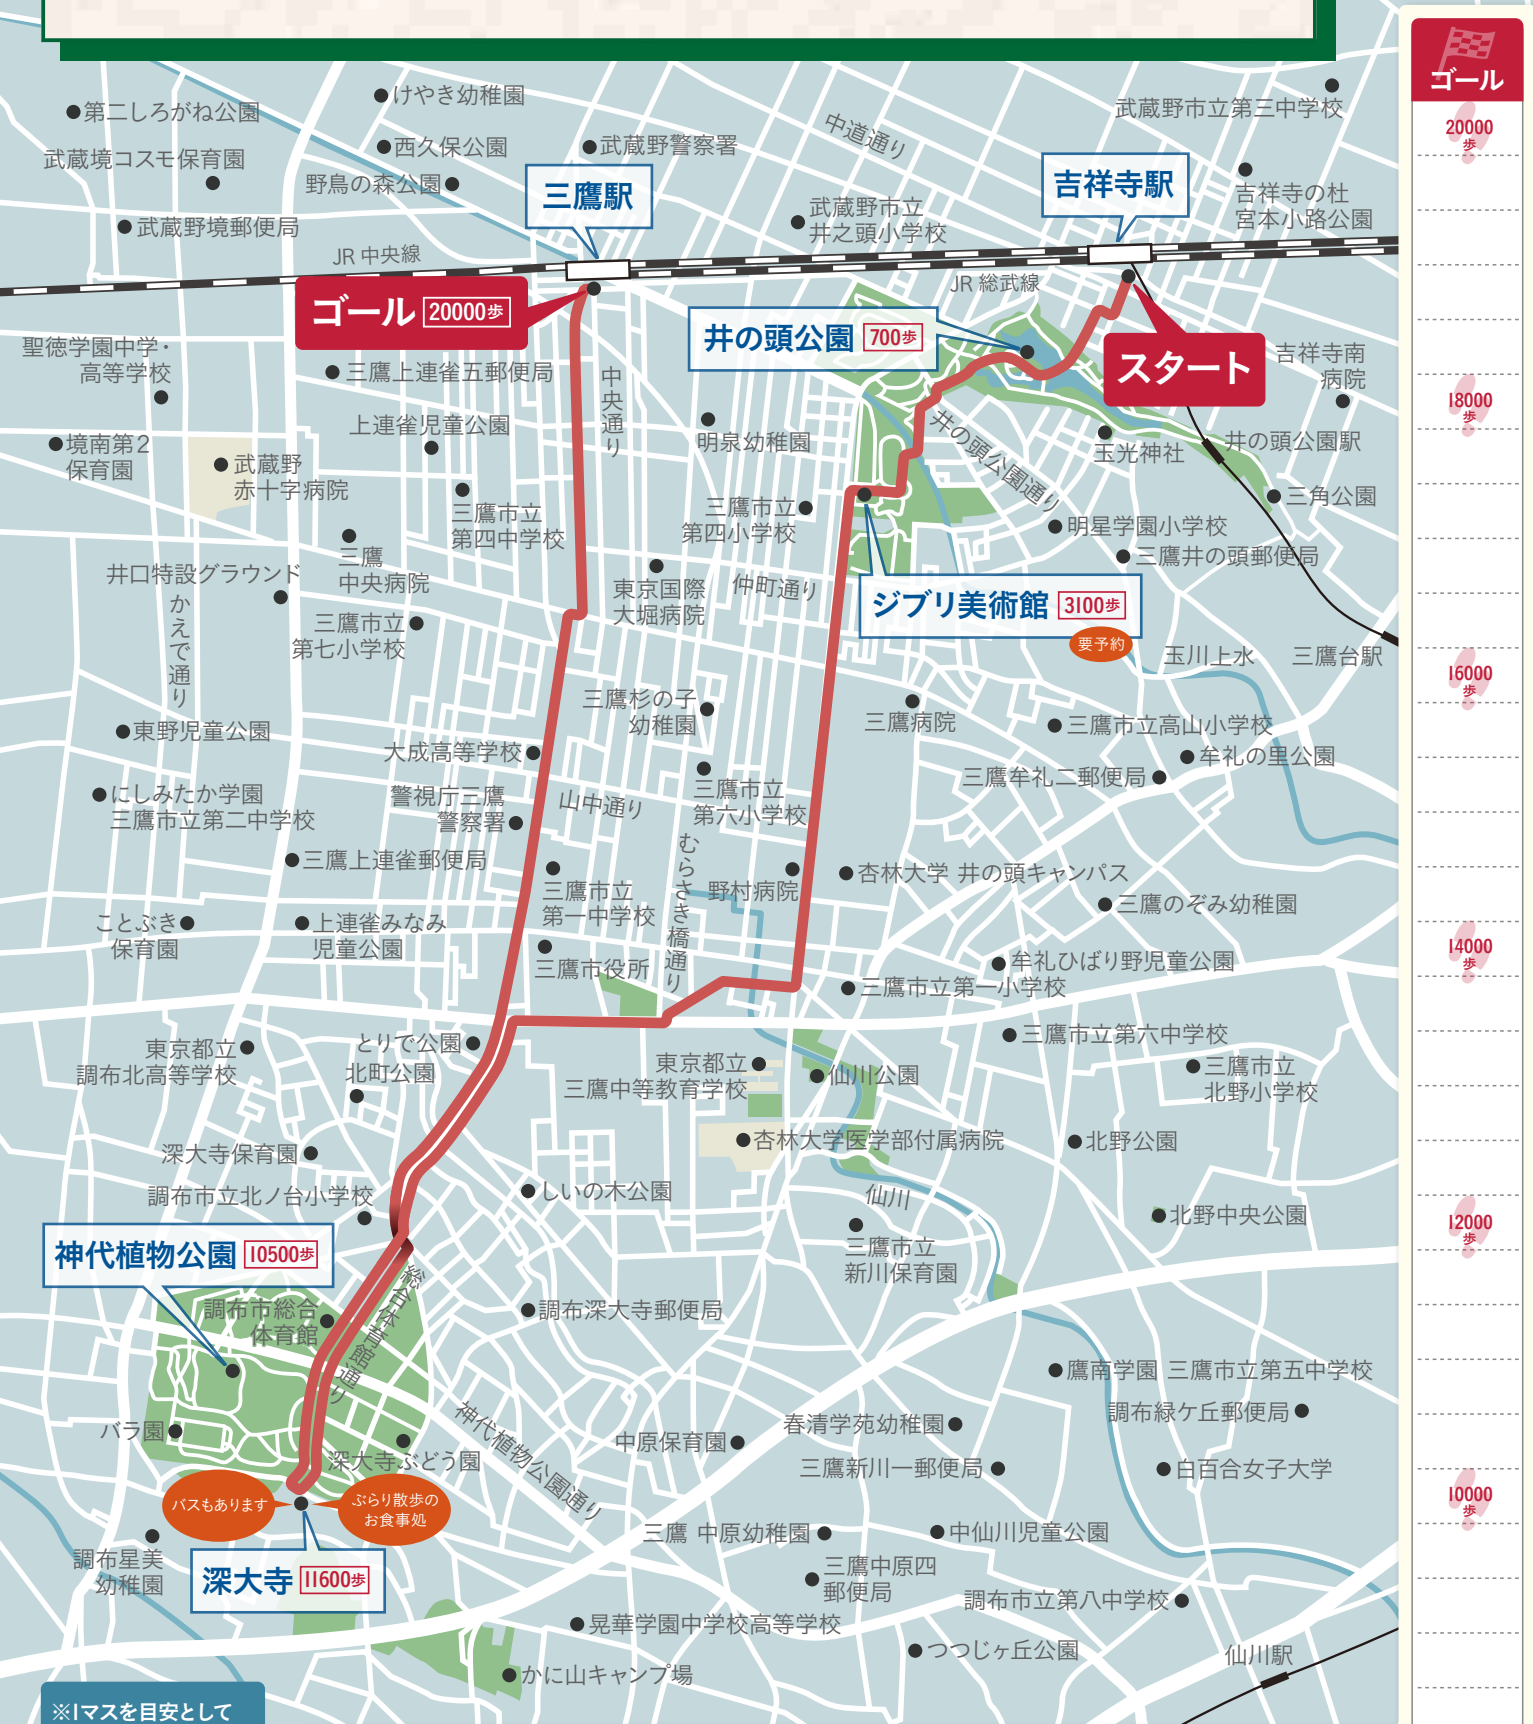 ゴール
20000
歩
18000
歩
16000
歩
14000
歩
12000
歩
10000
歩
第二しろがね公園
けやき幼稚園
武蔵野市立第三中学校
中道通り
武蔵境コスモ保育園
西久保公園
武蔵野警察署
野鳥の森公園
三鷹駅
吉祥寺駅
吉祥寺の杜
宮本小路公園
武蔵野市立
井之頭小学校
武蔵野境郵便局
JR 中央線
JR 総武線
ゴール 20000歩
井の頭公園 700歩
スタート
聖徳学園中学・
高等学校
三鷹上連雀五郵便局
中央通り
吉祥寺南
病院
上連雀児童公園
明泉幼稚園
井の頭公園通り
玉光神社
井の頭公園駅
境南第2
保育園
武蔵野
赤十字病院
三鷹市立
第四中学校
三鷹市立
第四小学校
三角公園
明星学園小学校
三鷹井の頭郵便局
三鷹
中央病院
井口特設グラウンド
かえで通り
三鷹市立
第七小学校
東京国際
大堀病院
仲町通り
ジブリ美術館 3100歩
要予約
玉川上水
三鷹台駅
三鷹杉の子
幼稚園
三鷹病院
三鷹市立高山小学校
東野児童公園
大成高等学校
牟礼の里公園
三鷹牟礼二郵便局
にしみたか学園
三鷹市立第二中学校
警視庁三鷹
警察署
山中通り
三鷹市立
第六小学校
むらさき橋通り
三鷹上連雀郵便局
三鷹市立
第一中学校
野村病院
杏林大学 井の頭キャンパス
三鷹のぞみ幼稚園
ことぶき
保育園
上連雀みなみ
児童公園
三鷹市役所
牟礼ひばり野児童公園
三鷹市立第一小学校
東京都立
調布北高等学校
とりで公園
北町公園
東京都立
三鷹中等教育学校
仙川公園
三鷹市立第六中学校
三鷹市立
北野小学校
深大寺保育園
杏林大学医学部付属病院
北野公園
調布市立北ノ台小学校
しいの木公園
仙川
北野中央公園
神代植物公園 10500歩
三鷹市立
新川保育園
総合体育館通り
調布市総合
体育館
調布深大寺郵便局
鷹南学園 三鷹市立第五中学校
バラ園
深大寺ぶどう園
神代植物公園通り
中原保育園
春清学苑幼稚園
調布緑ケ丘郵便局
三鷹新川一郵便局
白百合女子大学
バスもあります
ぶらり散歩の
お食事処
三鷹 中原幼稚園
中仙川児童公園
調布星美
幼稚園
深大寺 11600歩
三鷹中原四
郵便局
調布市立第八中学校
晃華学園中学校高等学校
つつじヶ丘公園
仙川駅
かに山キャンプ場
※1マスを目安として